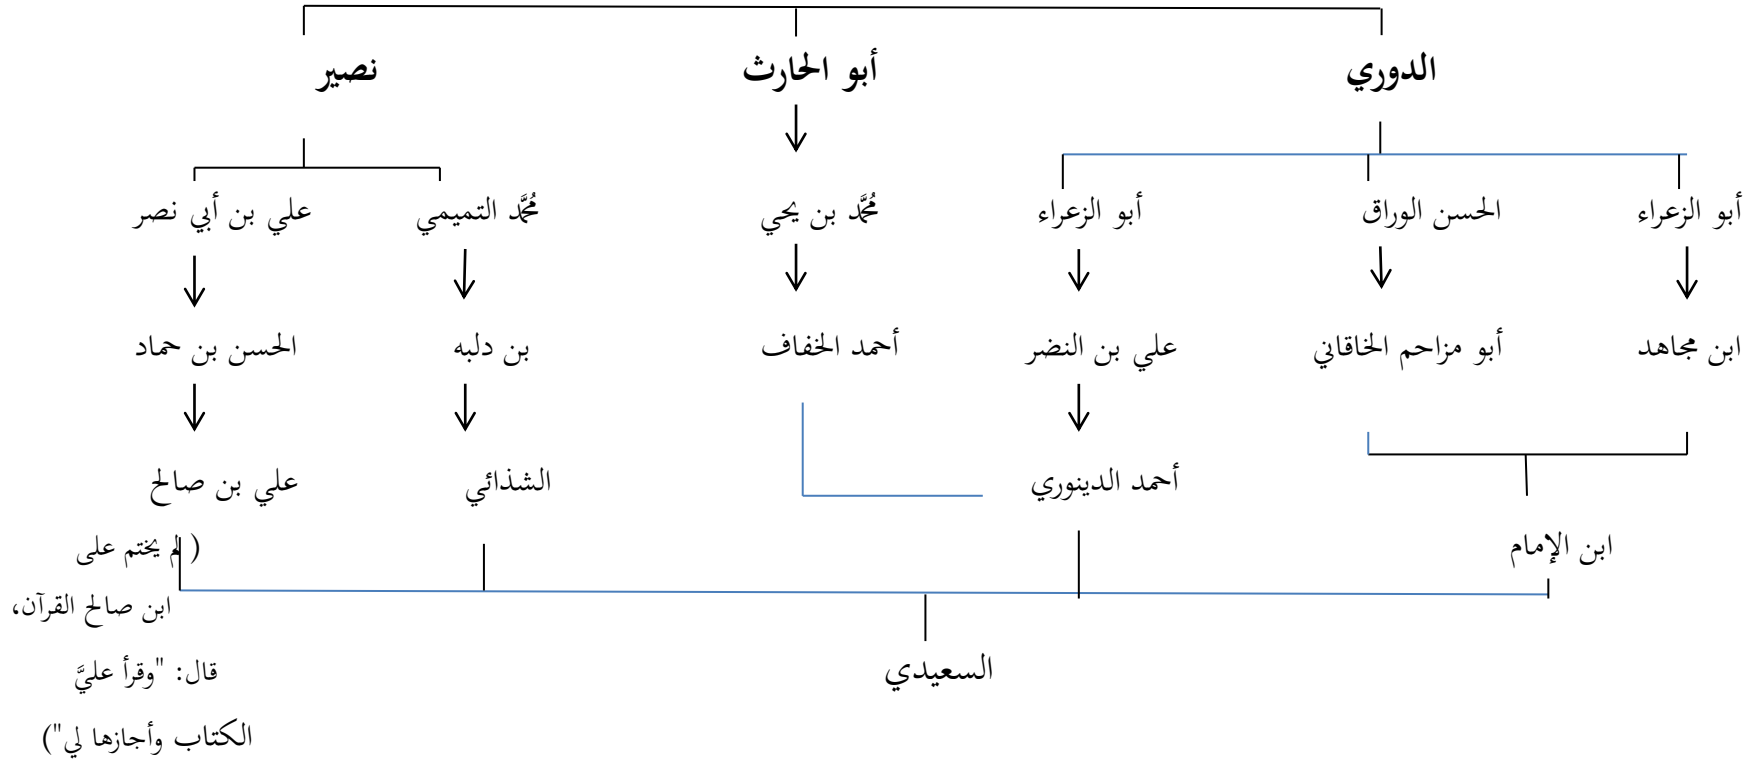 الدوري أبو الحارث نصير
أبو الزعراء الحسن الوراق أبو الزعراء مُحَمَّد بن يحي مُحَمَّد التميمي علي بن أبي نصر
ابن مجاهد أبو مزاحم الخاقاني علي بن النضر أحمد الخفاف بن دلبه الحسن بن حماد
أحمد الدينوري الشذائي علي بن صالح
ابن الإمام ( لم يختم على
ابن صالح القرآن،
السعيدي قال: "وقرأ عليَّ
الكتاب وأجازها لي")